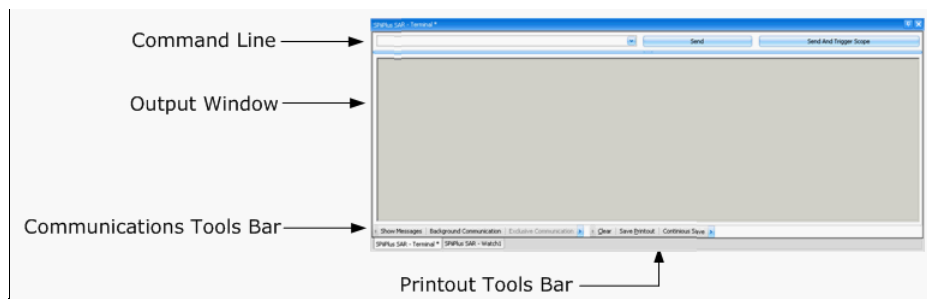 SPiiPlus SAR - Terminal *
Command Line
Send
Send And Trigger Scope
Output Window
Communications Tools Bar
Show Messages
Background Communication
Exclusive Communication
Clear
Save Printout
Continious Save
SPiiPlus SAR - Terminal *
SPiiPlus SAR - Watch1
Printout Tools Bar